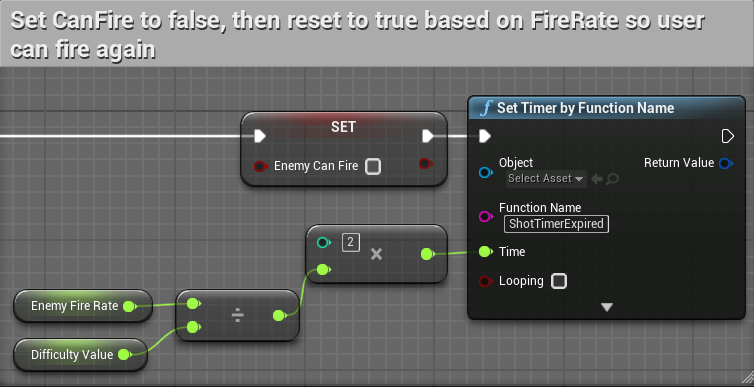 Set CanFire to false, then reset to true based on FireRate so user
can fire again
SET
Enemy Can Fire
f Set Timer by Function Name
Object
Select Asset
Return Value
Function Name
ShotTimerExpired
Time
Looping
2
×
Enemy Fire Rate
÷
Difficulty Value